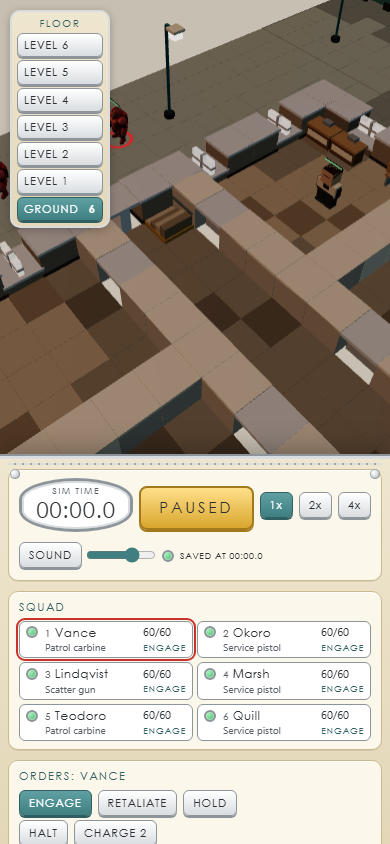 FLOOR
LEVEL 6
LEVEL 5
LEVEL 4
LEVEL 3
LEVEL 2
LEVEL 1
GROUND 6
SIM TIME
00:00.0
PAUSED
1x
2x
4x
SOUND
SAVED AT 00:00.0
SQUAD
1 Vance 60/60
Patrol carbine ENGAGE
2 Okoro 60/60
Service pistol ENGAGE
3 Lindqvist 60/60
Scatter gun ENGAGE
4 Marsh 60/60
Service pistol ENGAGE
5 Teodoro 60/60
Patrol carbine ENGAGE
6 Quill 60/60
Service pistol ENGAGE
ORDERS: VANCE
ENGAGE RETALIATE HOLD
HALT CHARGE 2